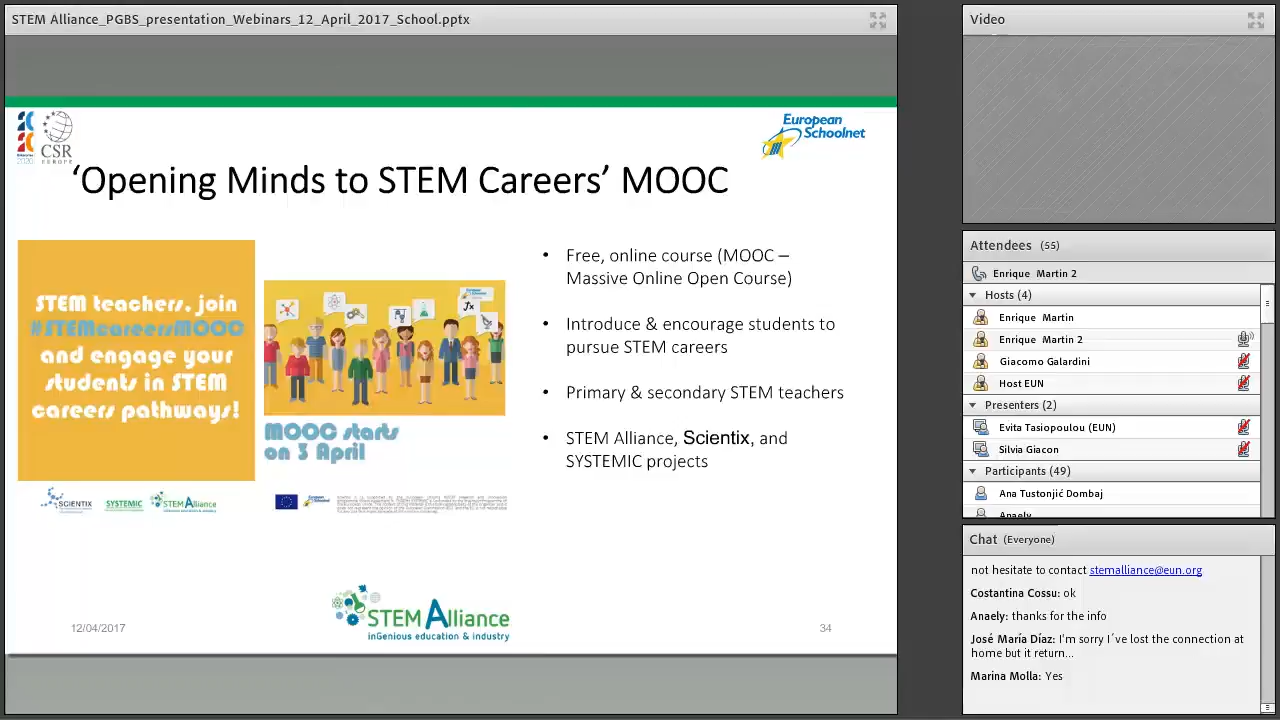 STEM Alliance_PGBS_presentation_Webinars_12_April_2017_School.pptx
CSR
EUROPE
European
Schoolnet
‘Opening Minds to STEM Careers’ MOOC
STEM teachers, join
#STEMcareersMOOC
and engage your
students in STEM
careers pathways!
MOOC starts
on 3 April
SCIENTIX
SYSTEMIC
STEM Alliance
• Free, online course (MOOC –
Massive Online Open Course)
• Introduce & encourage students to
pursue STEM careers
• Primary & secondary STEM teachers
• STEM Alliance, Scientix, and
SYSTEMIC projects
12/04/2017
STEM Alliance
inGenious education & industry
34
Video
Attendees (55)
Enrique Martin 2
Hosts (4)
Enrique Martin
Enrique Martin 2
Giacomo Galardini
Host EUN
Presenters (2)
Evita Tasiopoulou (EUN)
Silvia Giacon
Participants (49)
Anaely
Chat (Everyone)
not hesitate to contact stemalliance@eun.org
Costantina Cossu: ok
Anaely: thanks for the info
José María Díaz: I'm sorry I´ve lost the connection at
home but it return...
Marina Molla: Yes